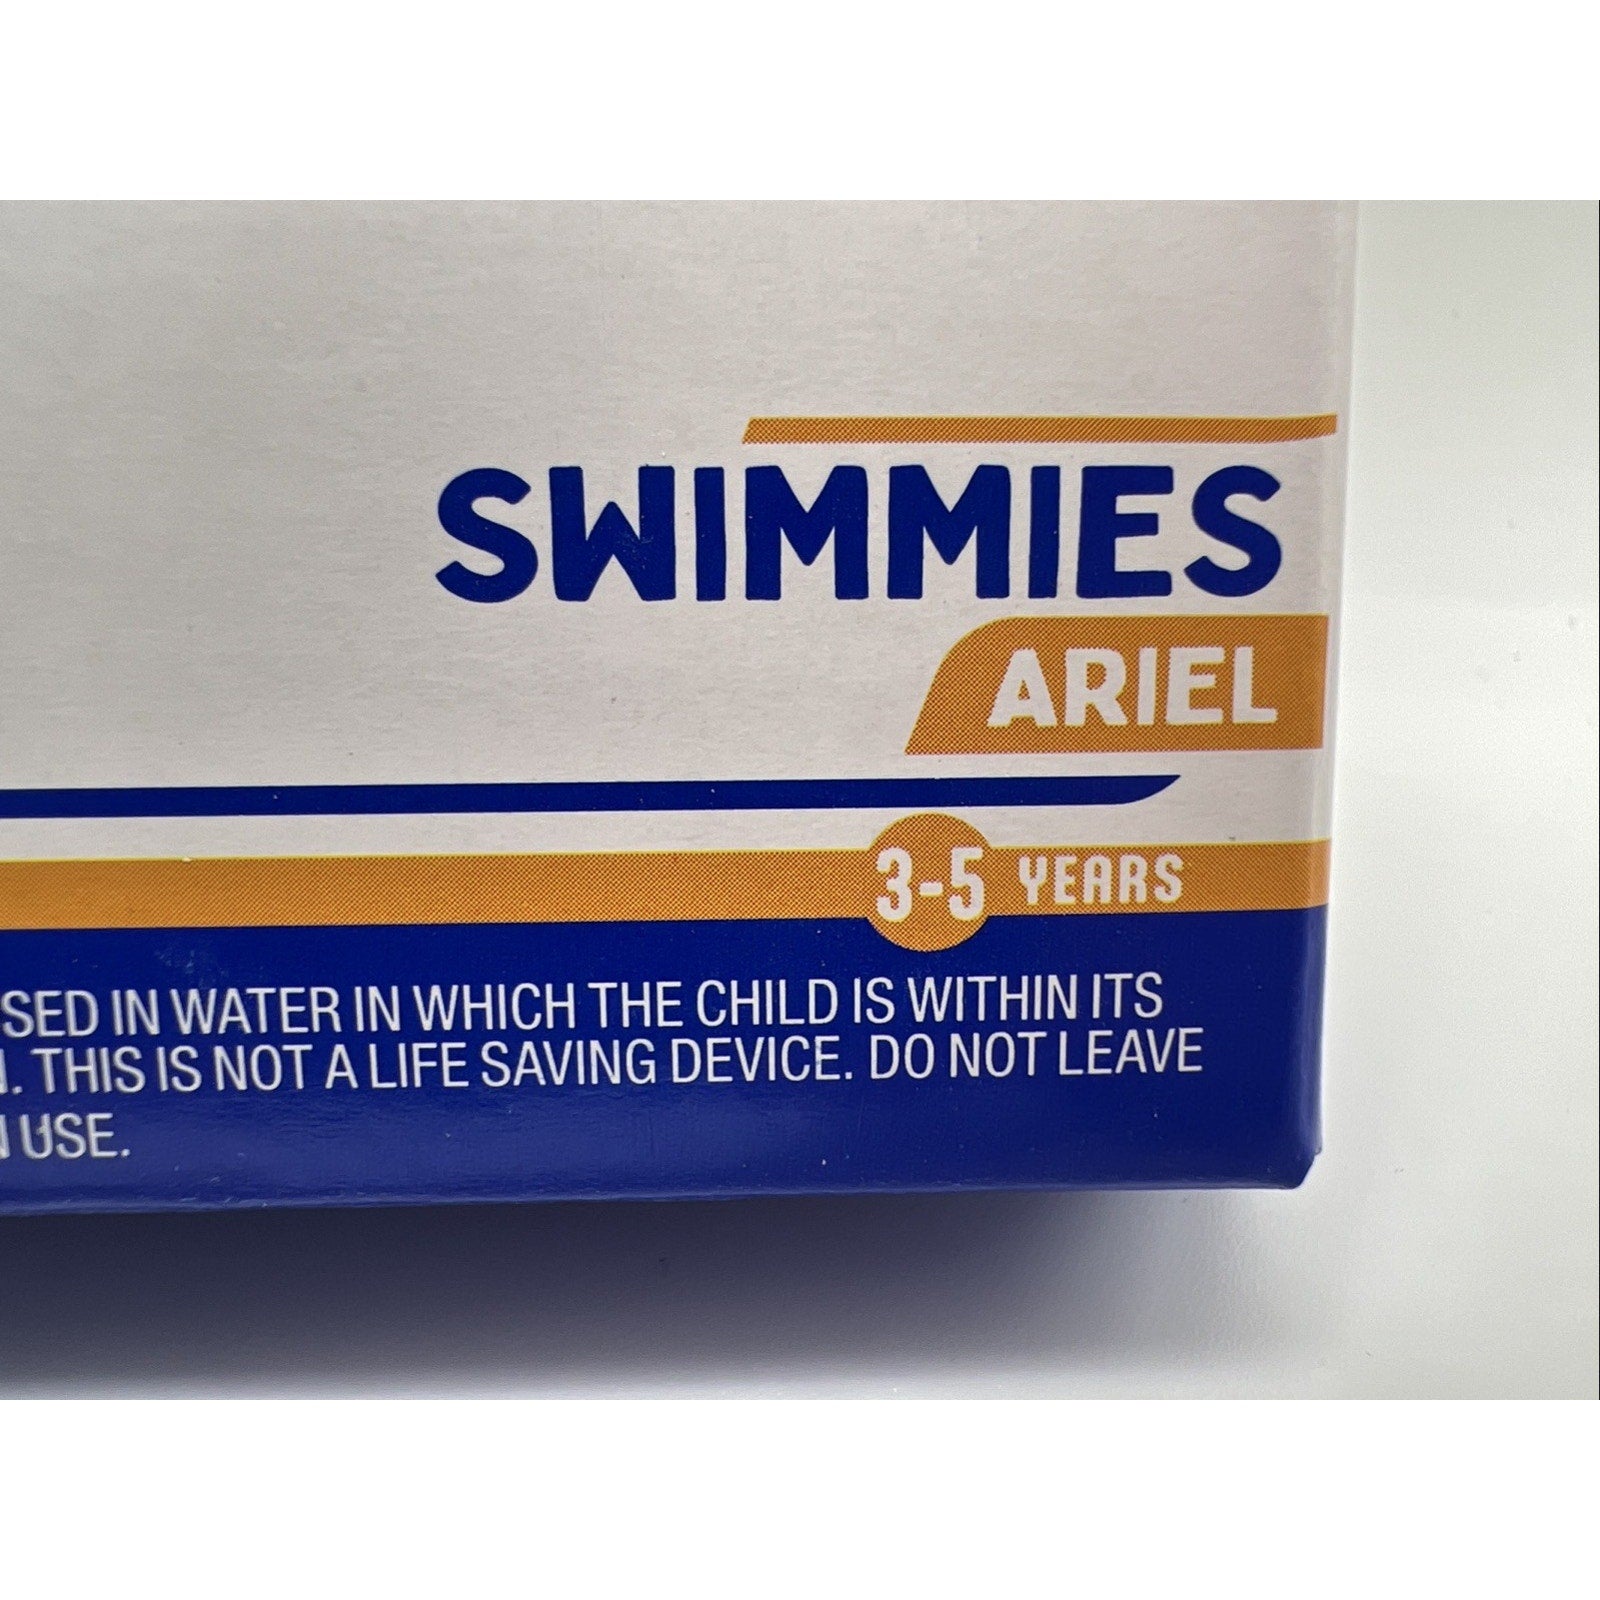 SWIMMIES
ARIEL
3-5 YEARS
SED IN WATER IN WHICH THE CHILD IS WITHIN ITS
. THIS IS NOT A LIFE SAVING DEVICE. DO NOT LEAVE
USE.